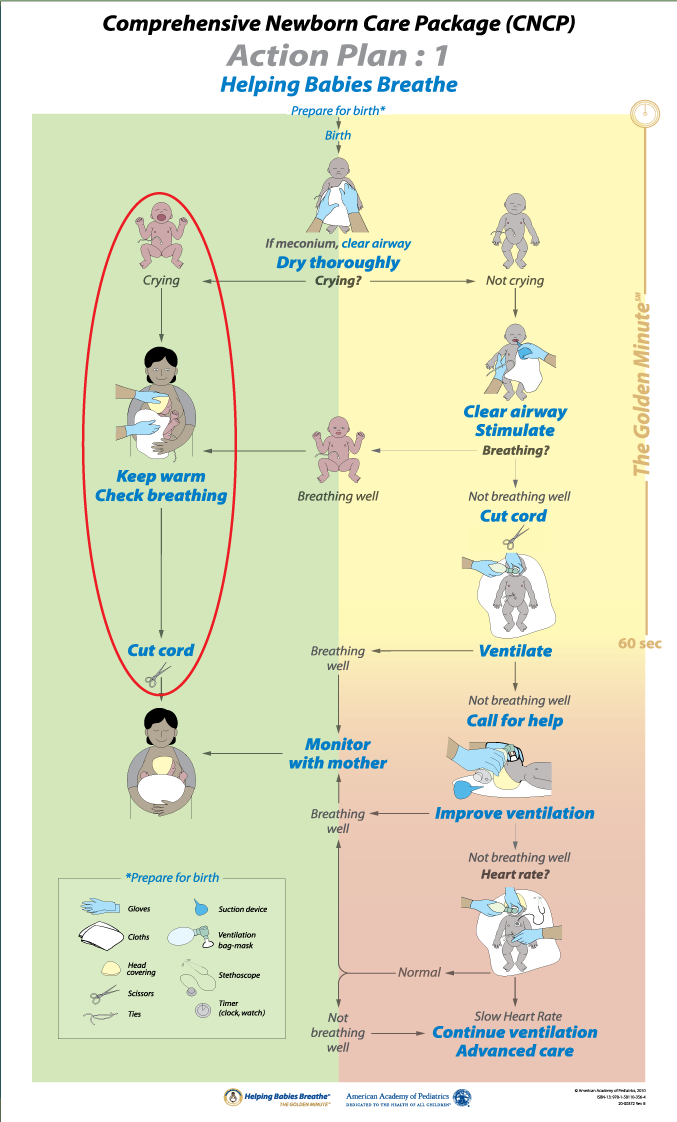 Comprehensive Newborn Care Package (CNCP)
Action Plan : 1
Helping Babies Breathe
Prepare for birth*
Birth
If meconium, clear airway
Dry thoroughly
Crying?
Crying
Not crying
Clear airway
Stimulate
Breathing?
Breathing well
Keep warm
Check breathing
Not breathing well
Cut cord
The Golden Minute℠
60 sec
Cut cord
Breathing
well
Ventilate
Not breathing well
Call for help
Monitor
with mother
Breathing
well
Improve ventilation
Not breathing well
Heart rate?
Normal
Not
breathing
well
Slow Heart Rate
Continue ventilation
Advanced care
*Prepare for birth
Gloves
Suction device
Cloths
Ventilation
bag-mask
Head
covering
Stethoscope
Scissors
Timer
(clock, watch)
Ties
Helping Babies Breathe®
THE GOLDEN MINUTE℠
American Academy of Pediatrics
DEDICATED TO THE HEALTH OF ALL CHILDREN®
© American Academy of Pediatrics, 2010